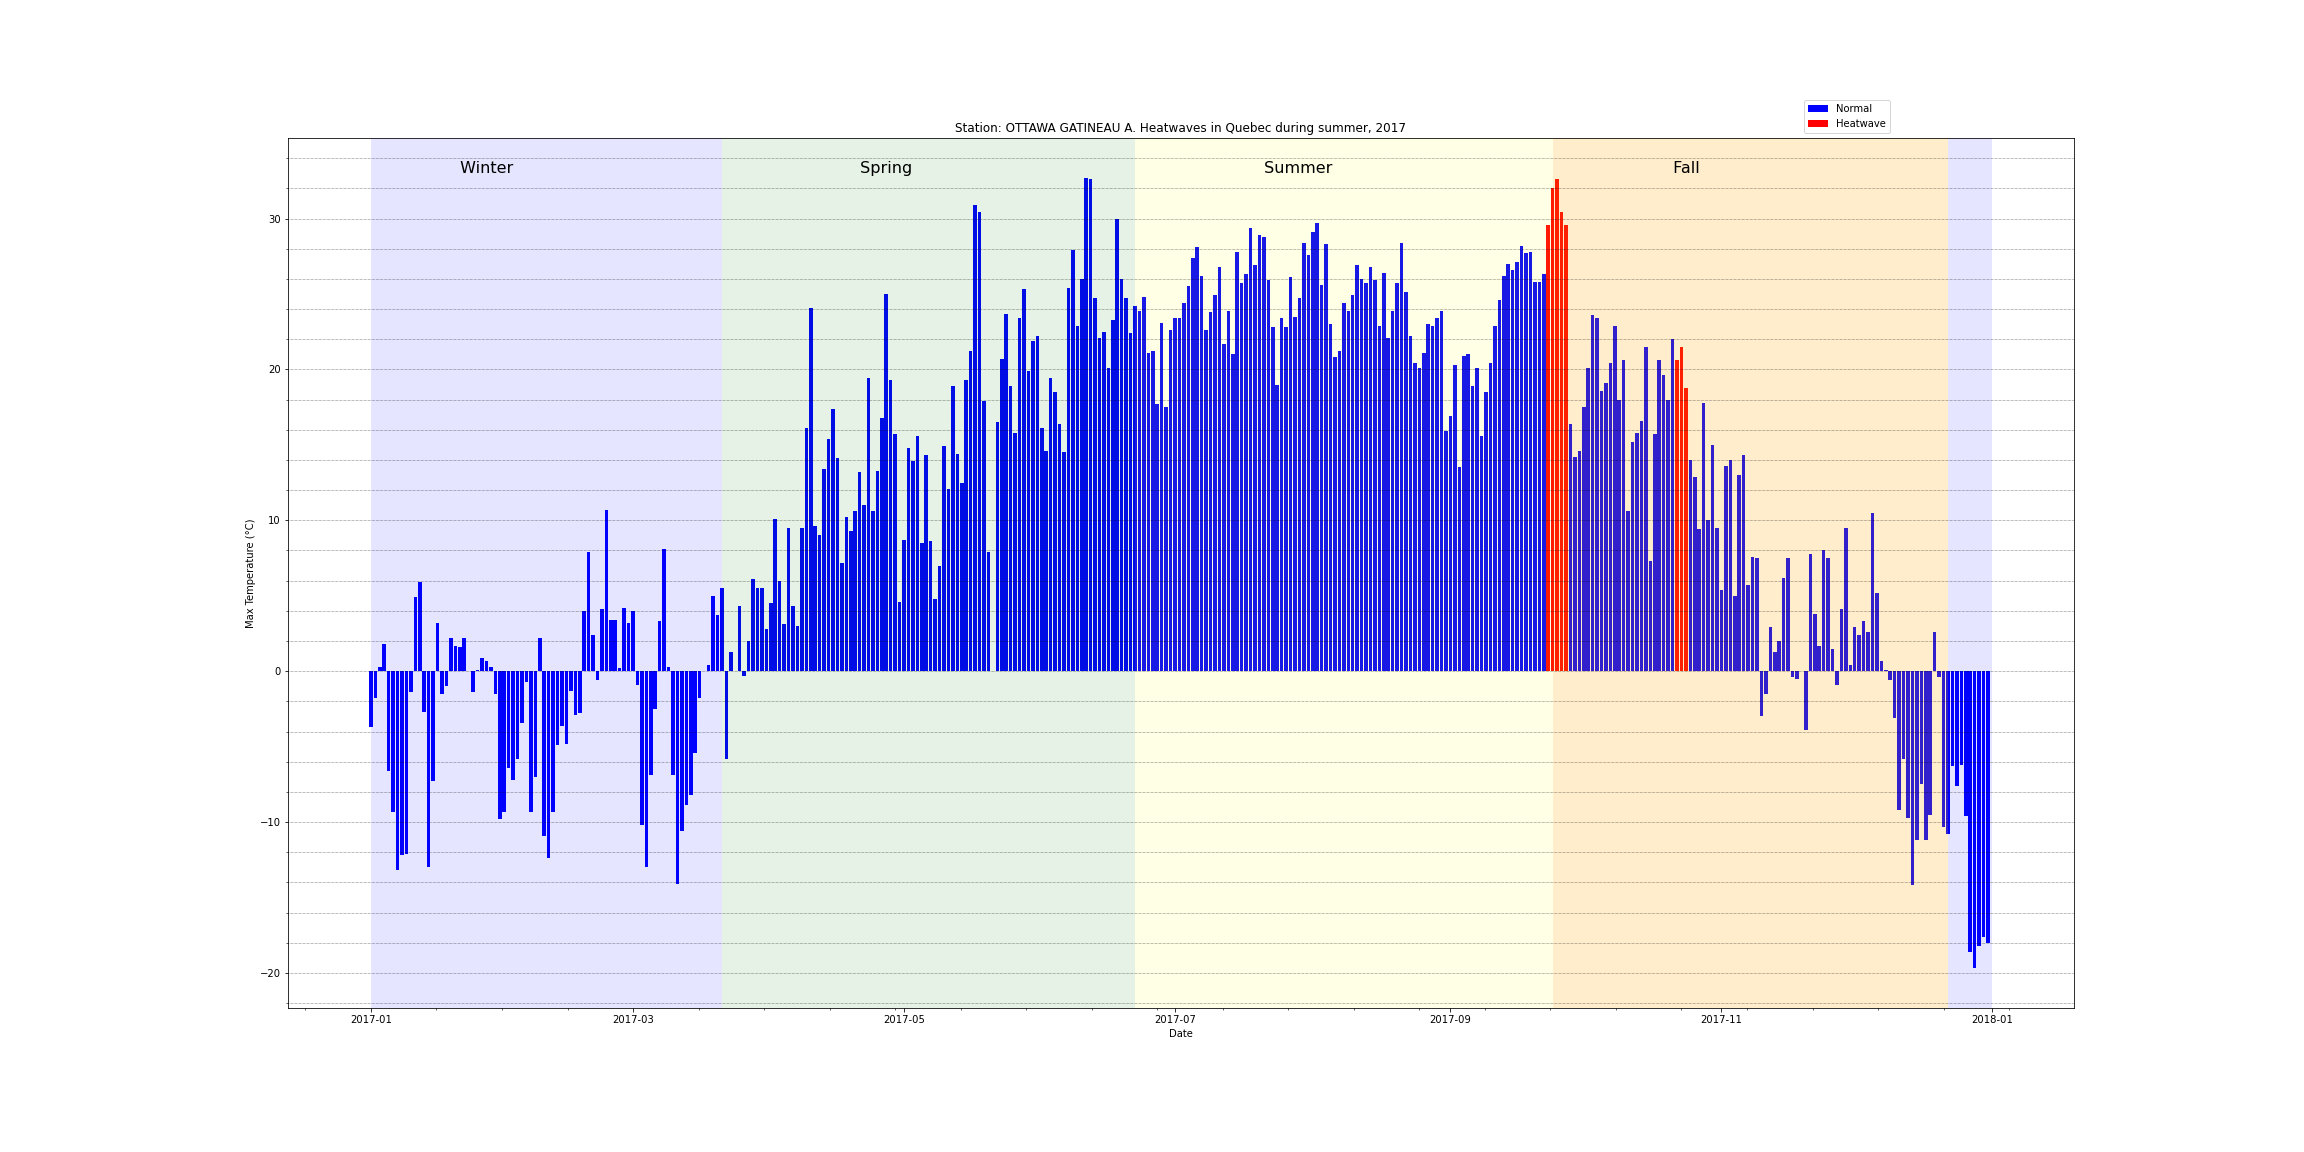 Normal
Heatwave
Station: OTTAWA GATINEAU A. Heatwaves in Quebec during summer, 2017
Winter Spring Summer Fall
30
20
10
0
−10
−20
Max Temperature (°C)
2017-01 2017-03 2017-05 2017-07 2017-09 2017-11 2018-01
Date